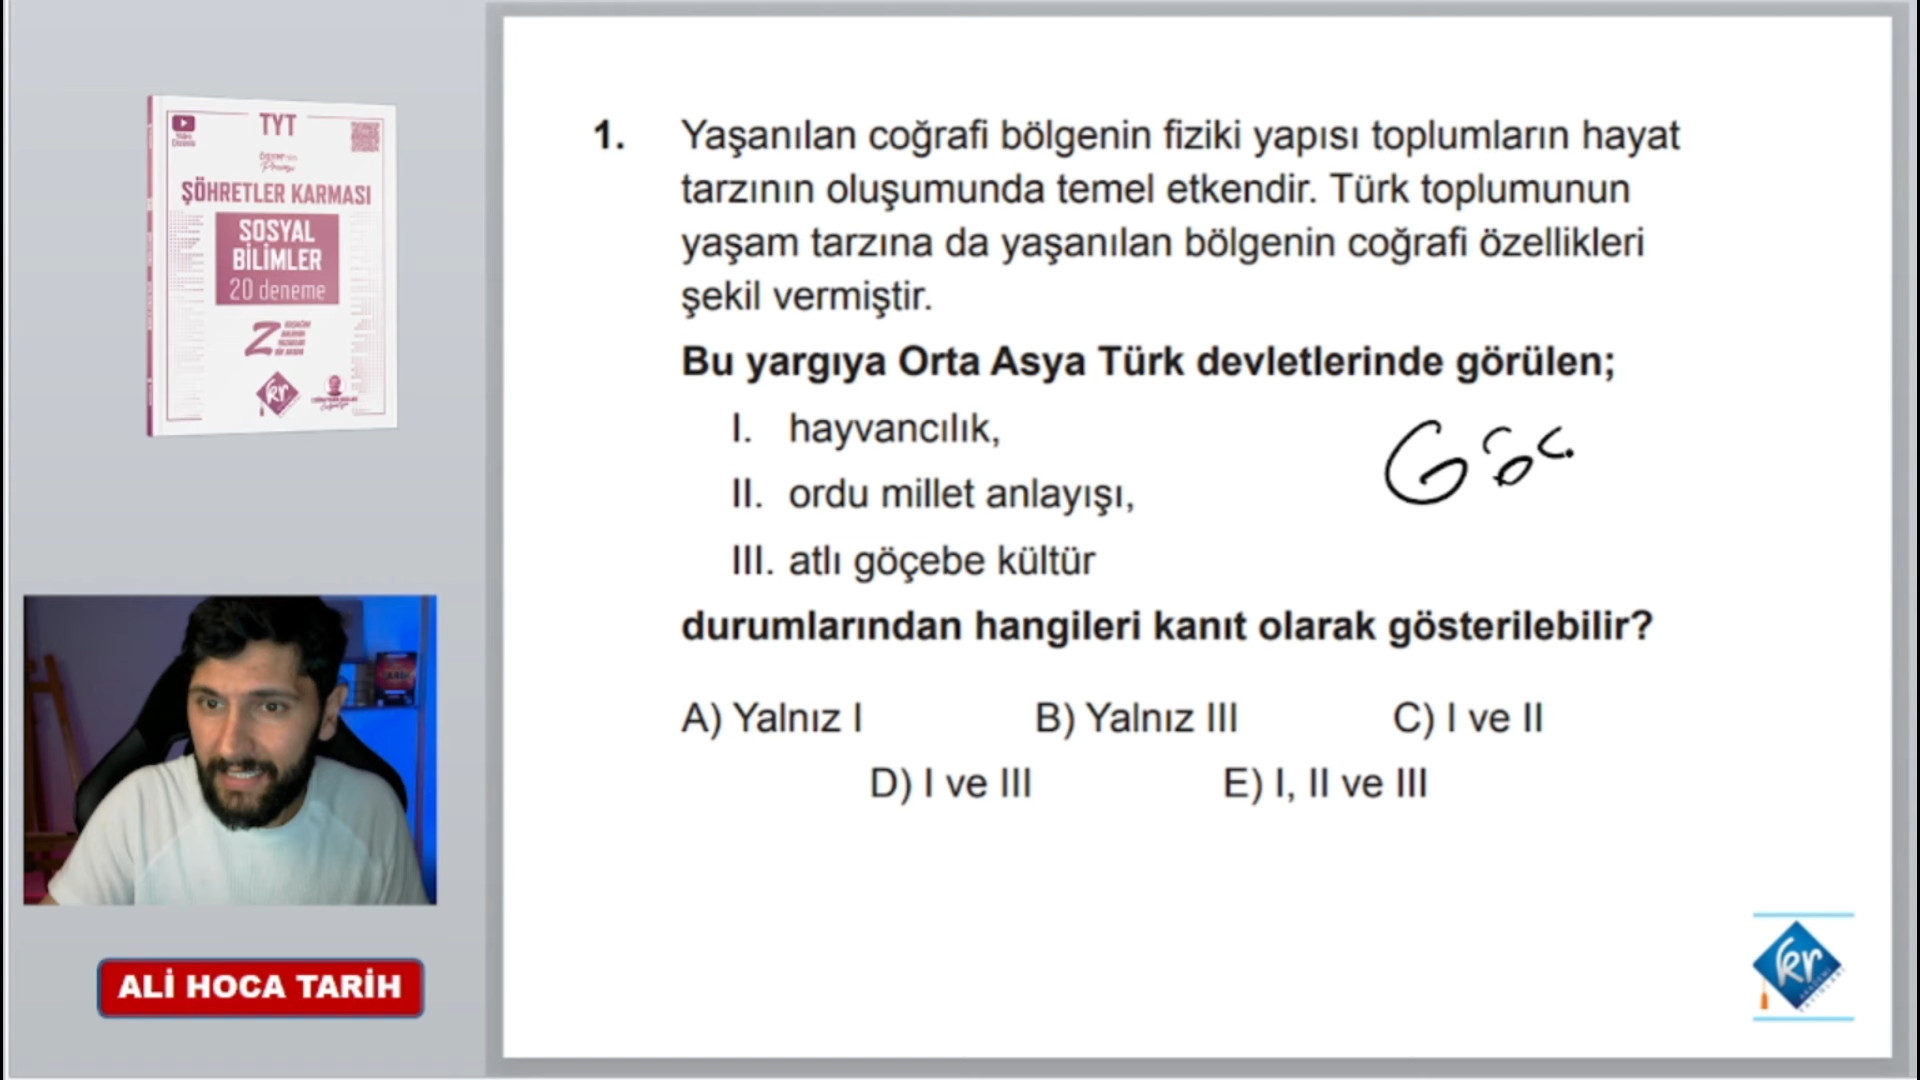 TYT
ŞÖHRETLER KARMASI
SOSYAL
BİLİMLER
20 deneme
Z
kr
ALİ HOCA TARİH
1. Yaşanılan coğrafi bölgenin fiziki yapısı toplumların hayat
tarzının oluşumunda temel etkendir. Türk toplumunun
yaşam tarzına da yaşanılan bölgenin coğrafi özellikleri
şekil vermiştir.
Bu yargıya Orta Asya Türk devletlerinde görülen;
I. hayvancılık,
II. ordu millet anlayışı,
III. atlı göçebe kültür
durumlarından hangileri kanıt olarak gösterilebilir?
A) Yalnız I B) Yalnız III C) I ve II
D) I ve III E) I, II ve III
kr